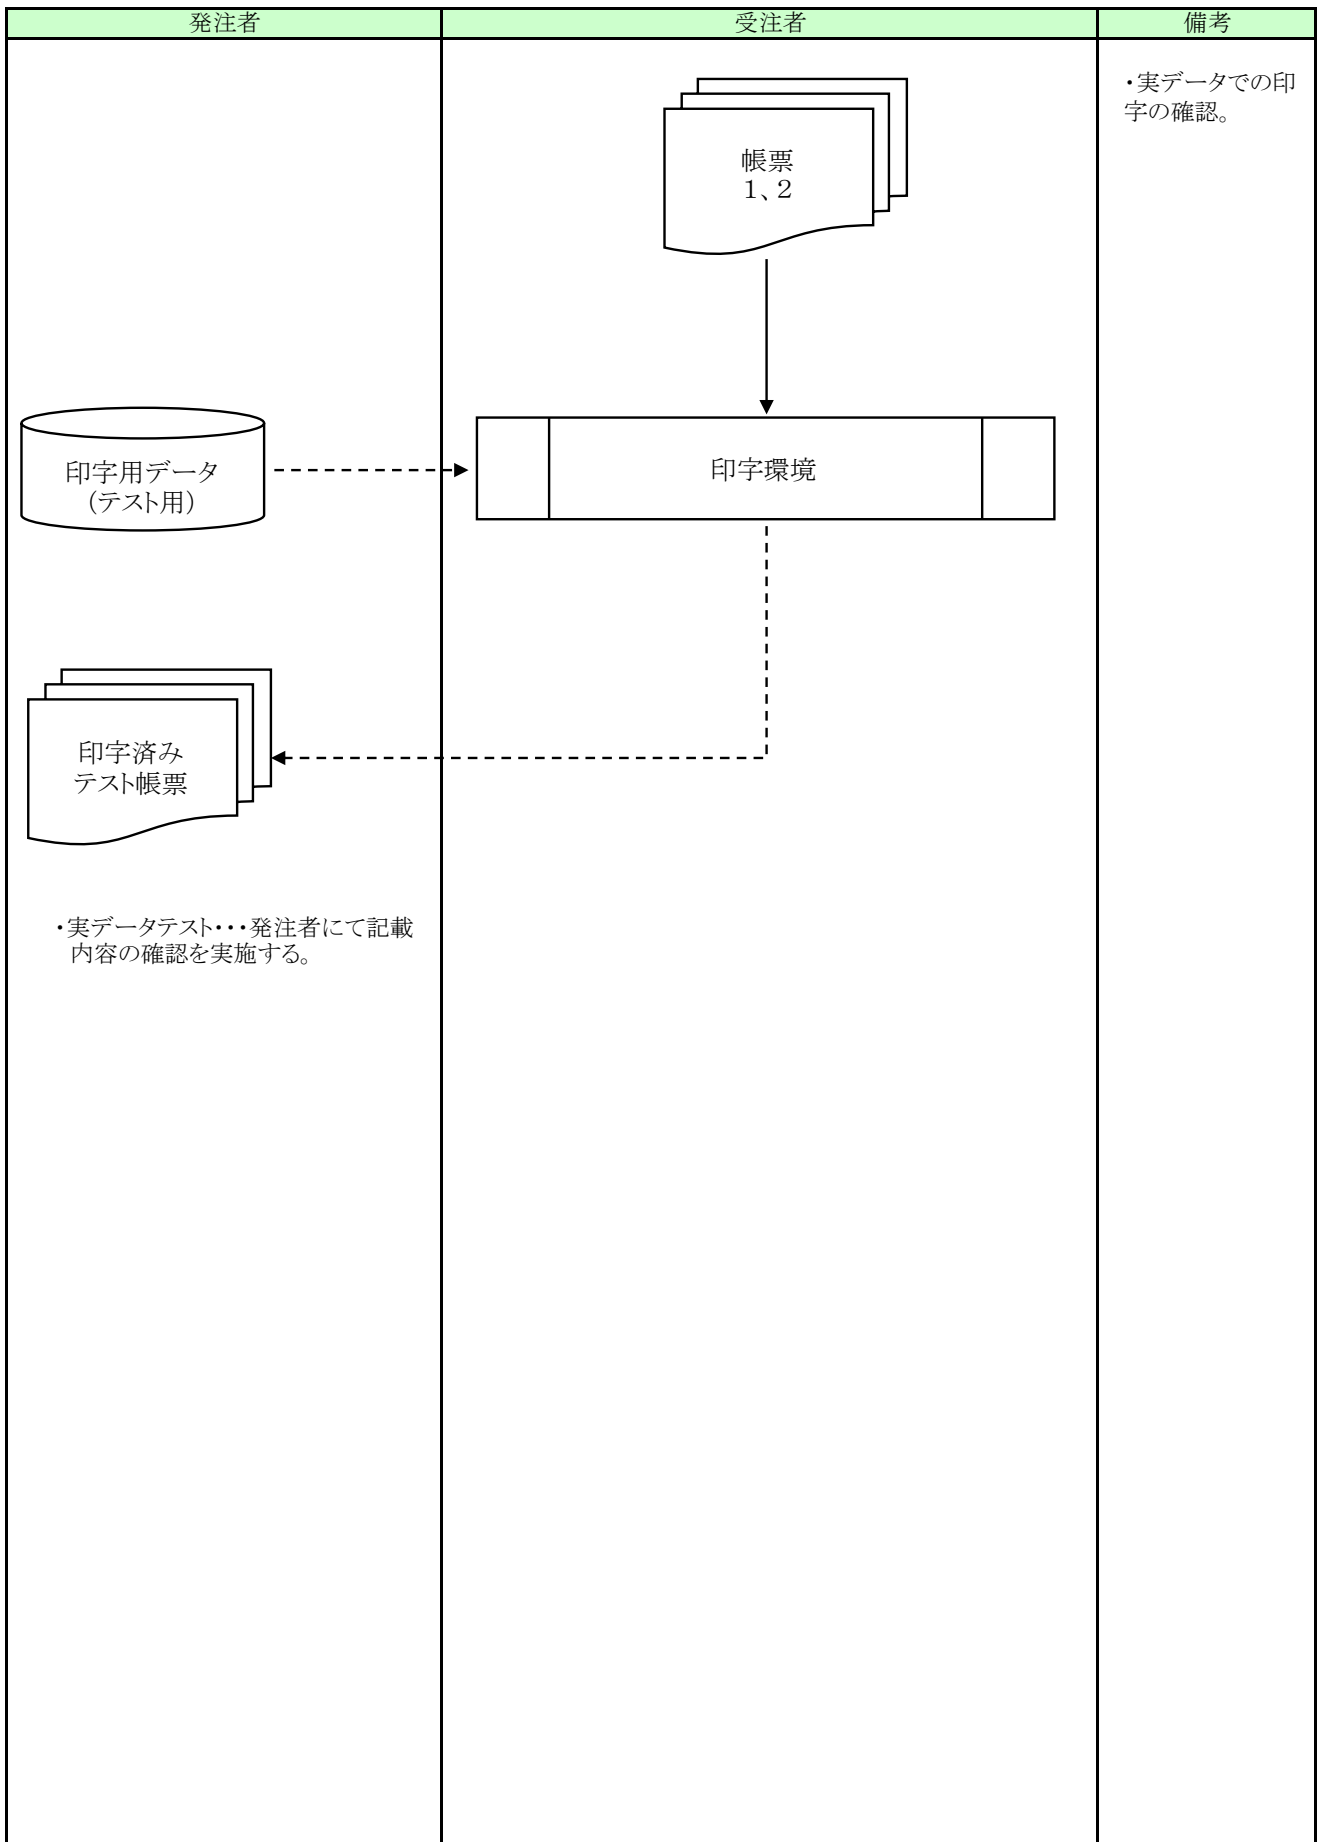 発注者
受注者
備考
・実データでの印
字の確認。
帳票
1、2
印字用データ
(テスト用)
印字環境
印字済み
テスト帳票
・実データテスト・・・発注者にて記載
内容の確認を実施する。